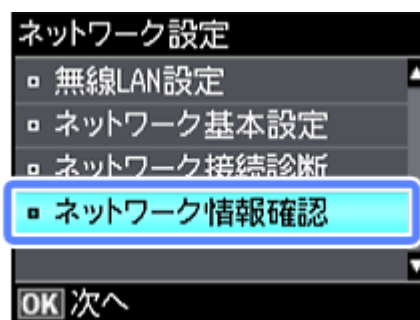 ネットワーク設定
無線LAN設定
ネットワーク基本設定
ネットワーク接続診断
ネットワーク情報確認
OK 次へ